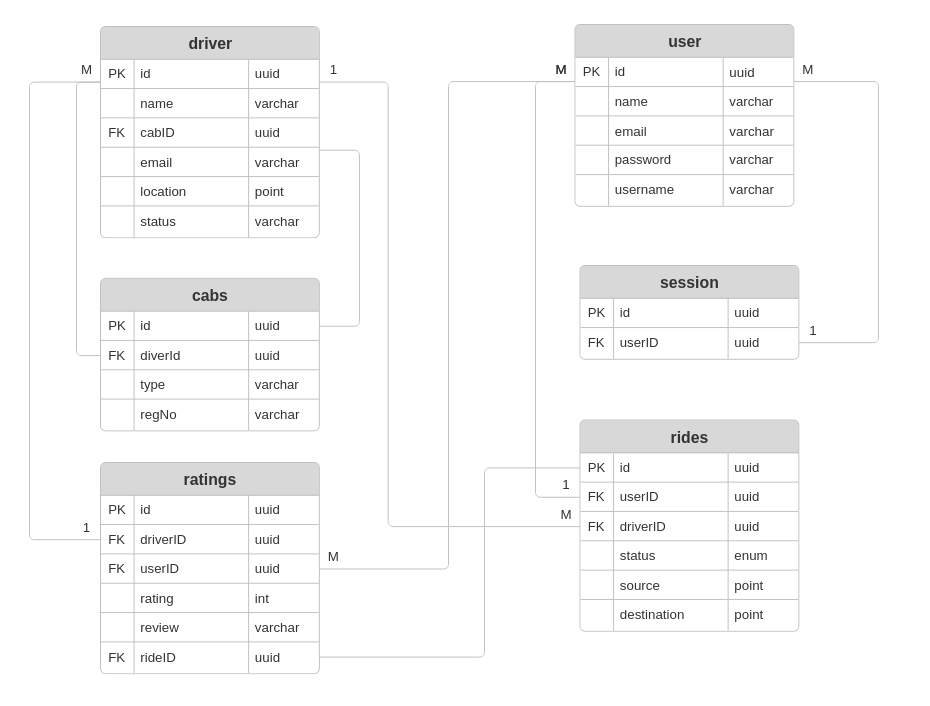 driver
M
PK id uuid
1
name varchar
FK cabID uuid
email varchar
location point
status varchar
user
M
PK id uuid
M
name varchar
email varchar
password varchar
username varchar
cabs
PK id uuid
FK diverId uuid
type varchar
regNo varchar
session
PK id uuid
FK userID uuid
1
ratings
PK id uuid
1
FK driverID uuid
M
FK userID uuid
rating int
review varchar
FK rideID uuid
rides
PK id uuid
1
FK userID uuid
M
FK driverID uuid
status enum
source point
destination point